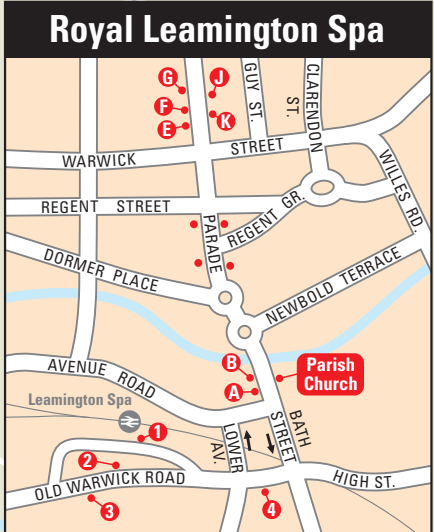 Royal Leamington Spa
G
J
GUY ST.
CLARENDON
ST.
F
K
E
WARWICK
STREET
WILLES RD.
REGENT STREET
PARADE
REGENT GR.
DORMER PLACE
NEWBOLD TERRACE
B
Parish
Church
A
AVENUE ROAD
Leamington Spa
LOWER
AV.
BATH
STREET
1
2
OLD WARWICK ROAD
HIGH ST.
3
4